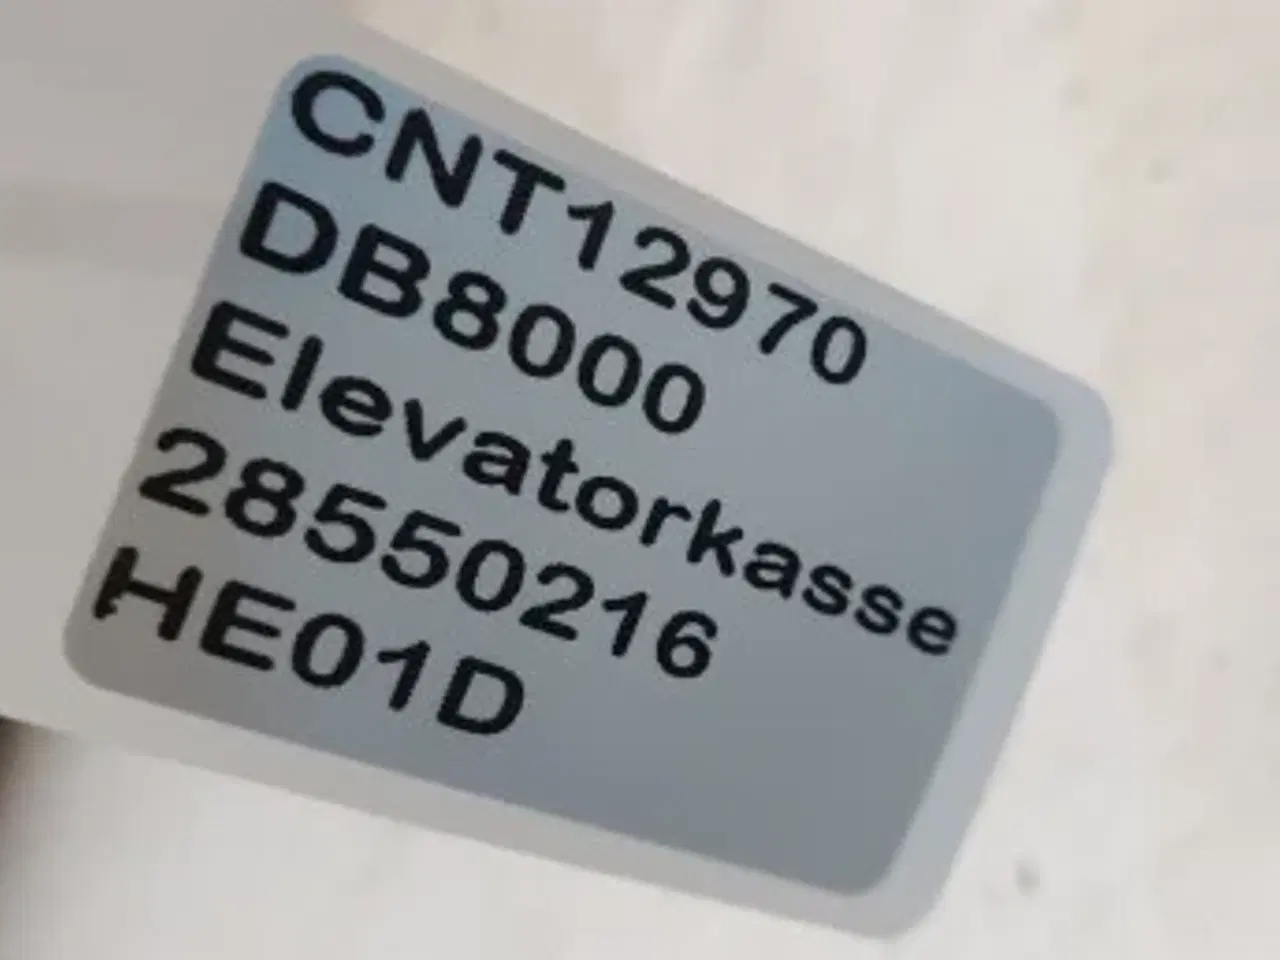 CNT12970
DB8000
Elevatorkasse
28550216
HE01D